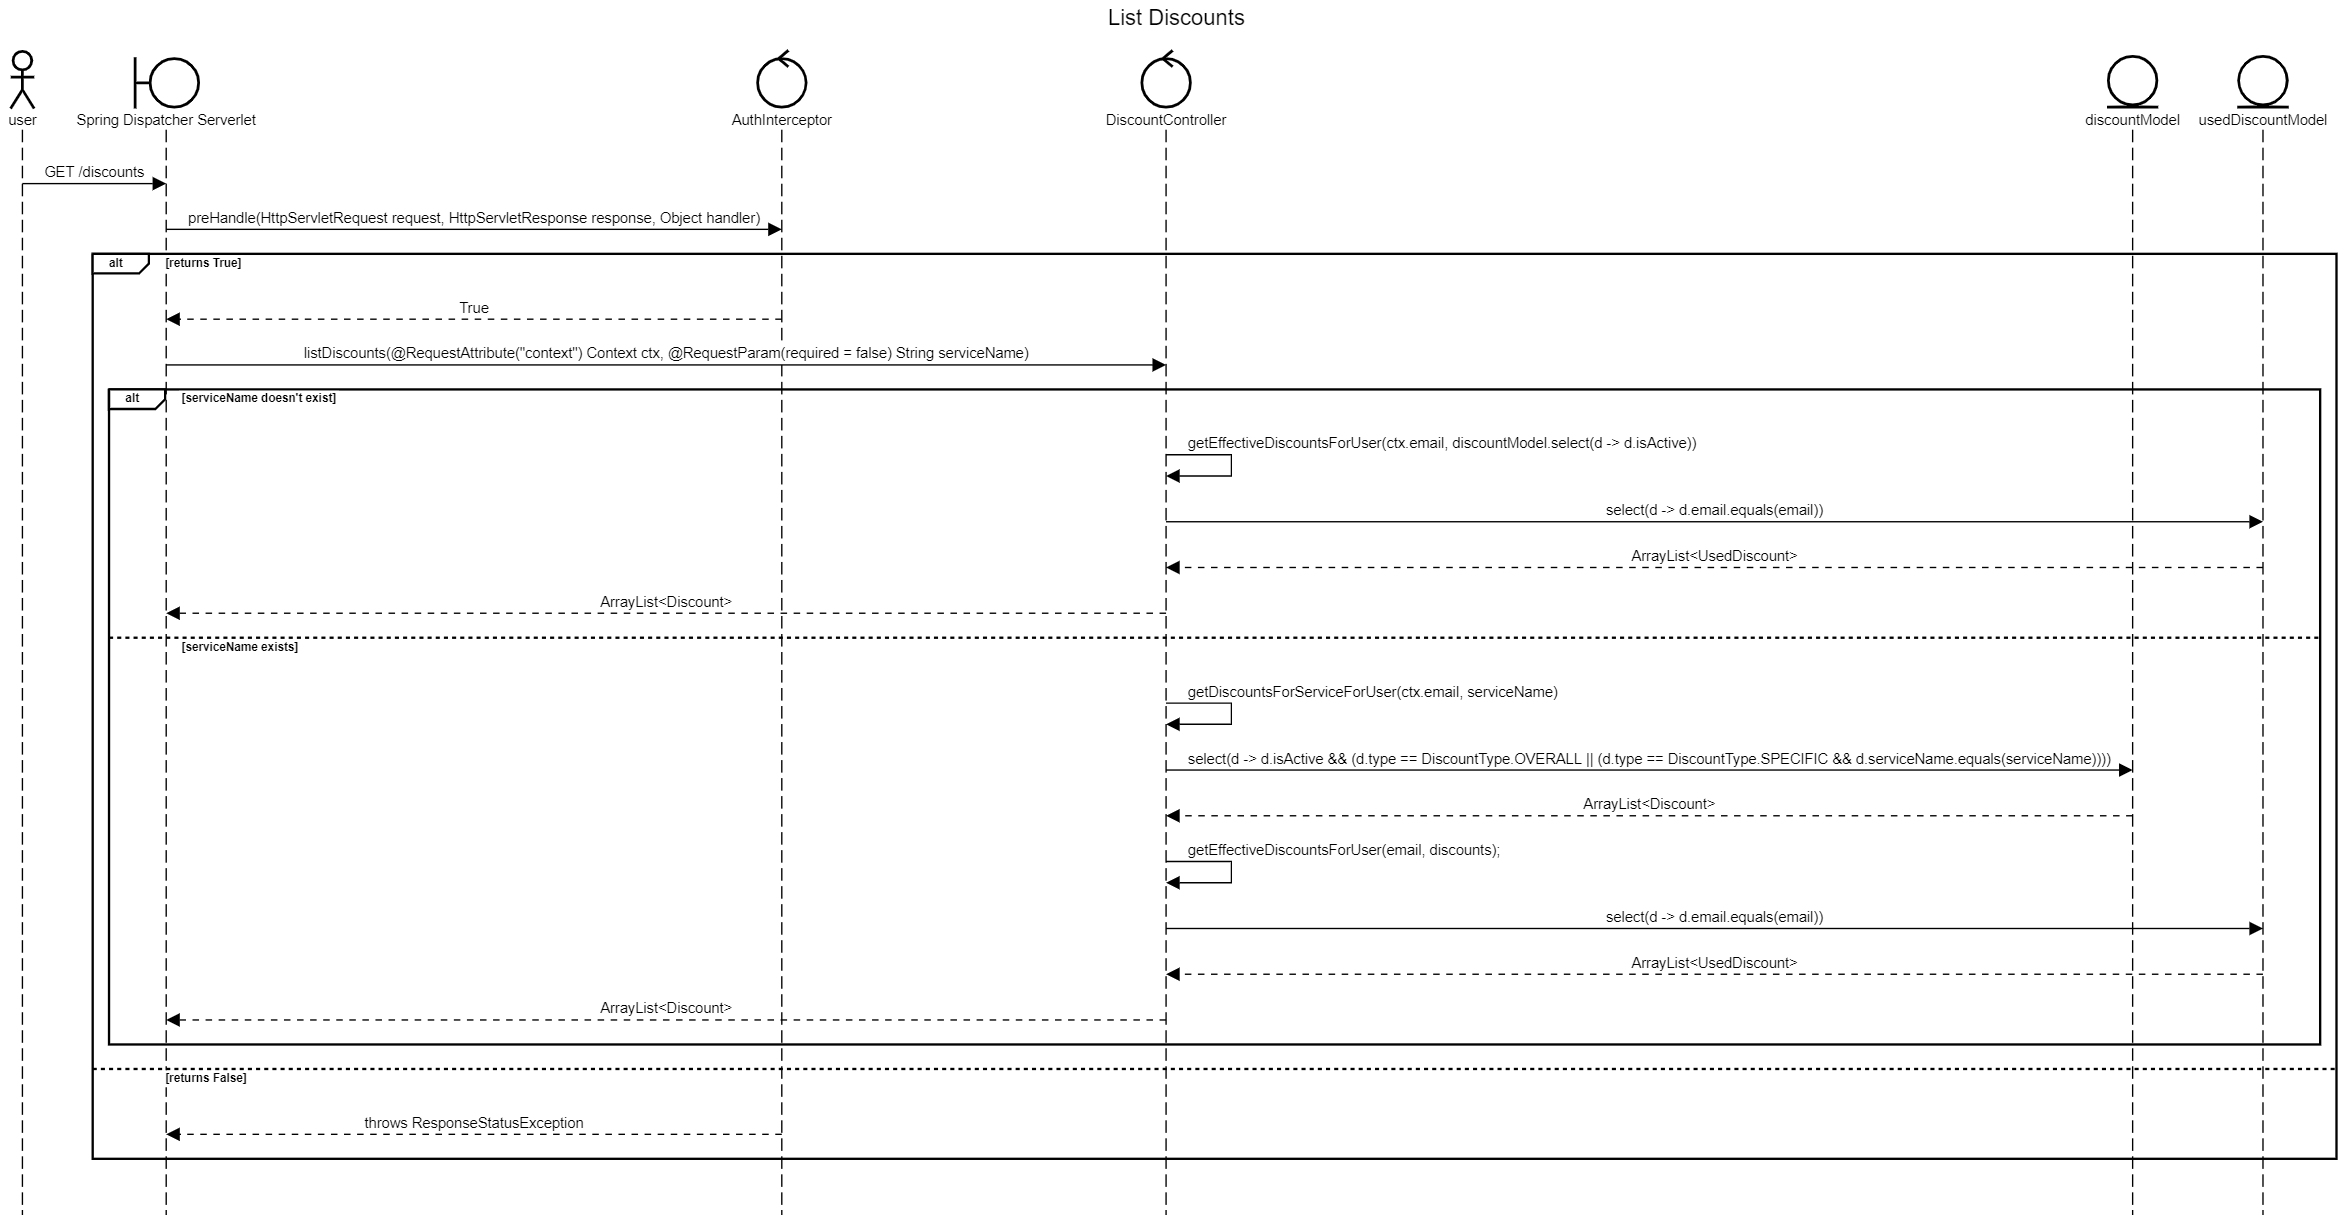 List Discounts
user
Spring Dispatcher Serverlet
AuthInterceptor
DiscountController
discountModel
usedDiscountModel
GET /discounts
preHandle(HttpServletRequest request, HttpServletResponse response, Object handler)
alt
[returns True]
True
listDiscounts(@RequestAttribute("context") Context ctx, @RequestParam(required = false) String serviceName)
alt
[serviceName doesn't exist]
getEffectiveDiscountsForUser(ctx.email, discountModel.select(d -> d.isActive))
select(d -> d.email.equals(email))
ArrayList<UsedDiscount>
ArrayList<Discount>
[serviceName exists]
getDiscountsForServiceForUser(ctx.email, serviceName)
select(d -> d.isActive && (d.type == DiscountType.OVERALL || (d.type == DiscountType.SPECIFIC && d.serviceName.equals(serviceName))))
ArrayList<Discount>
getEffectiveDiscountsForUser(email, discounts);
select(d -> d.email.equals(email))
ArrayList<UsedDiscount>
ArrayList<Discount>
[returns False]
throws ResponseStatusException